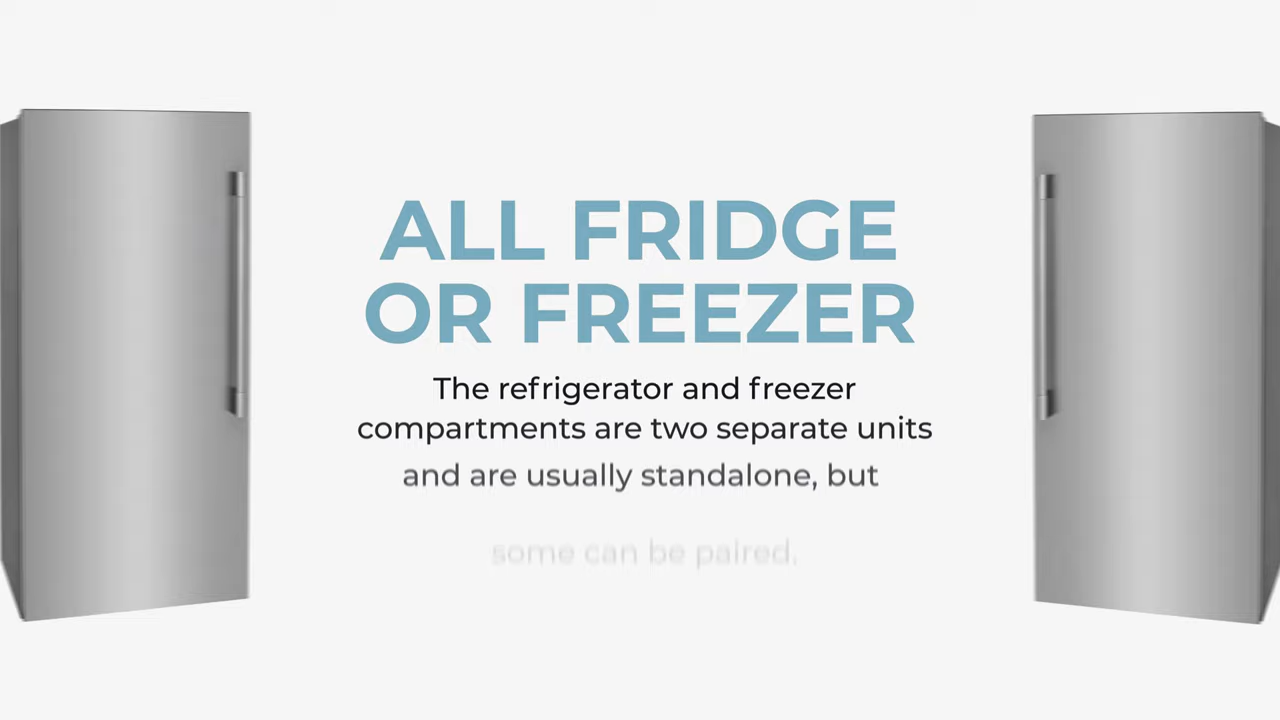 ALL FRIDGE
OR FREEZER
The refrigerator and freezer
compartments are two separate units
and are usually standalone, but
some can be paired.